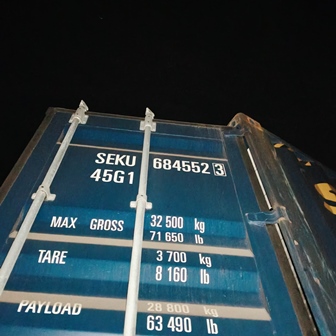 SEKU 684552 3
45G1
MAX GROSS 32 500 kg
71 650 lb
TARE 3 700 kg
8 160 lb
PAYLOAD 28 800 kg
63 490 lb
S